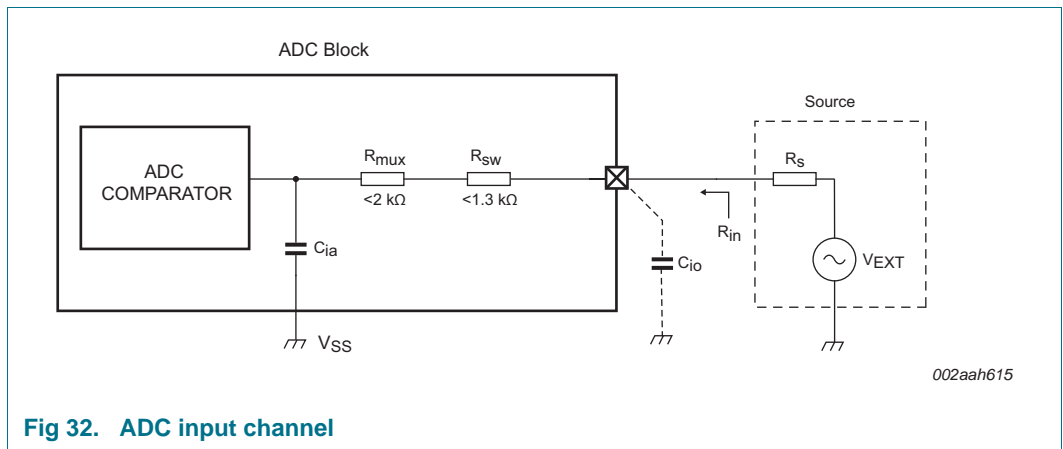 ADC Block
Source
ADC
COMPARATOR
Rmux
<2 kΩ
Rsw
<1.3 kΩ
Rs
Cia
Rin
Cio
VEXT
VSS
002aah615
Fig 32. ADC input channel